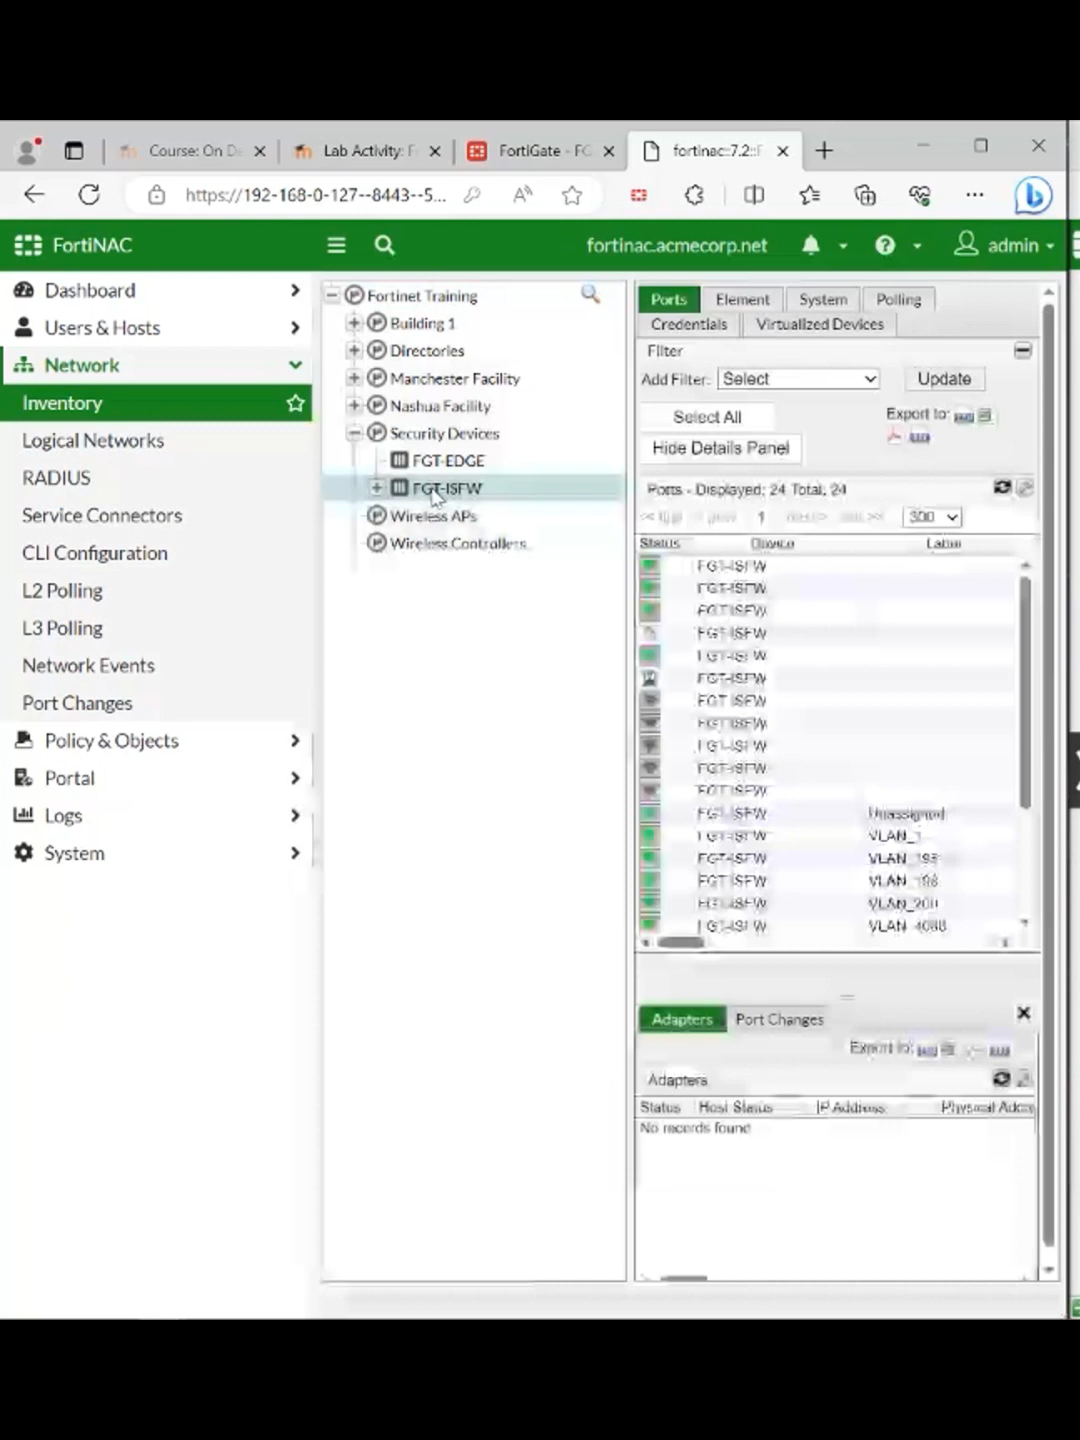 Course: On De
Lab Activity: F
FortiGate - FG
fortinac::7.2::F
https://192-168-0-127--8443--5...
FortiNAC
fortinac.acmecorp.net
admin
Dashboard
Users & Hosts
Network
Inventory
Logical Networks
RADIUS
Service Connectors
CLI Configuration
L2 Polling
L3 Polling
Network Events
Port Changes
Policy & Objects
Portal
Logs
System
Fortinet Training
Building 1
Directories
Manchester Facility
Nashua Facility
Security Devices
FGT-EDGE
FGT-ISFW
Wireless APs
Wireless Controllers
Ports Element System Polling
Credentials Virtualized Devices
Filter
Add Filter: Select Update
Select All Export to:
Hide Details Panel
Ports - Displayed: 24 Total: 24
1 300
Status Device Label
FGT-ISFW
FGT-ISFW
FGT-ISFW
FGT-ISFW
FGT-ISFW
FGT-ISFW
FGT-ISFW
FGT-ISFW
FGT-ISFW
FGT-ISFW
FGT-ISFW
FGT-ISFW Unassigned
FGT-ISFW VLAN_1
FGT-ISFW
FGT-ISFW
FGT-ISFW VLAN_200
FGT-ISFW
Adapters Port Changes
Export to:
Adapters
Status Host Status IP Address Physical Addre
No records found